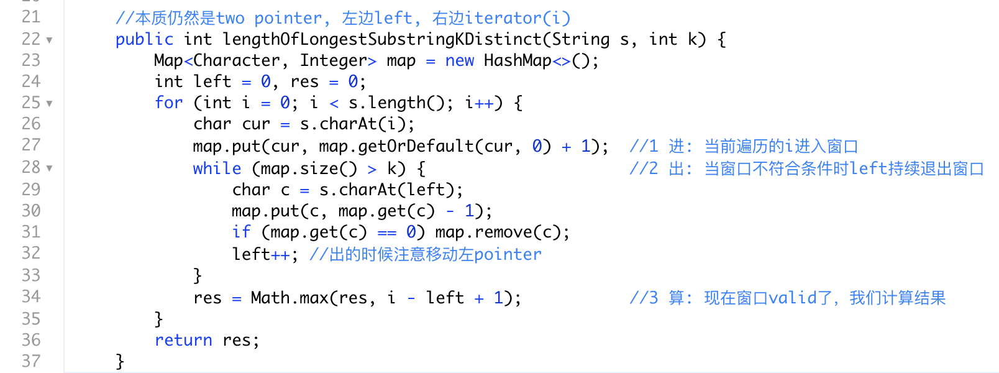 21 //本质仍然是two pointer, 左边left, 右边iterator(i)
22 ▼ public int lengthOfLongestSubstringKDistinct(String s, int k) {
23 Map<Character, Integer> map = new HashMap<>();
24 int left = 0, res = 0;
25 ▼ for (int i = 0; i < s.length(); i++) {
26 char cur = s.charAt(i);
27 map.put(cur, map.getOrDefault(cur, 0) + 1); //1 进: 当前遍历的i进入窗口
28 ▼ while (map.size() > k) { //2 出: 当窗口不符合条件时left持续退出窗口
29 char c = s.charAt(left);
30 map.put(c, map.get(c) - 1);
31 if (map.get(c) == 0) map.remove(c);
32 left++; //出的时候注意移动左pointer
33 }
34 res = Math.max(res, i - left + 1); //3 算: 现在窗口valid了, 我们计算结果
35 }
36 return res;
37 }